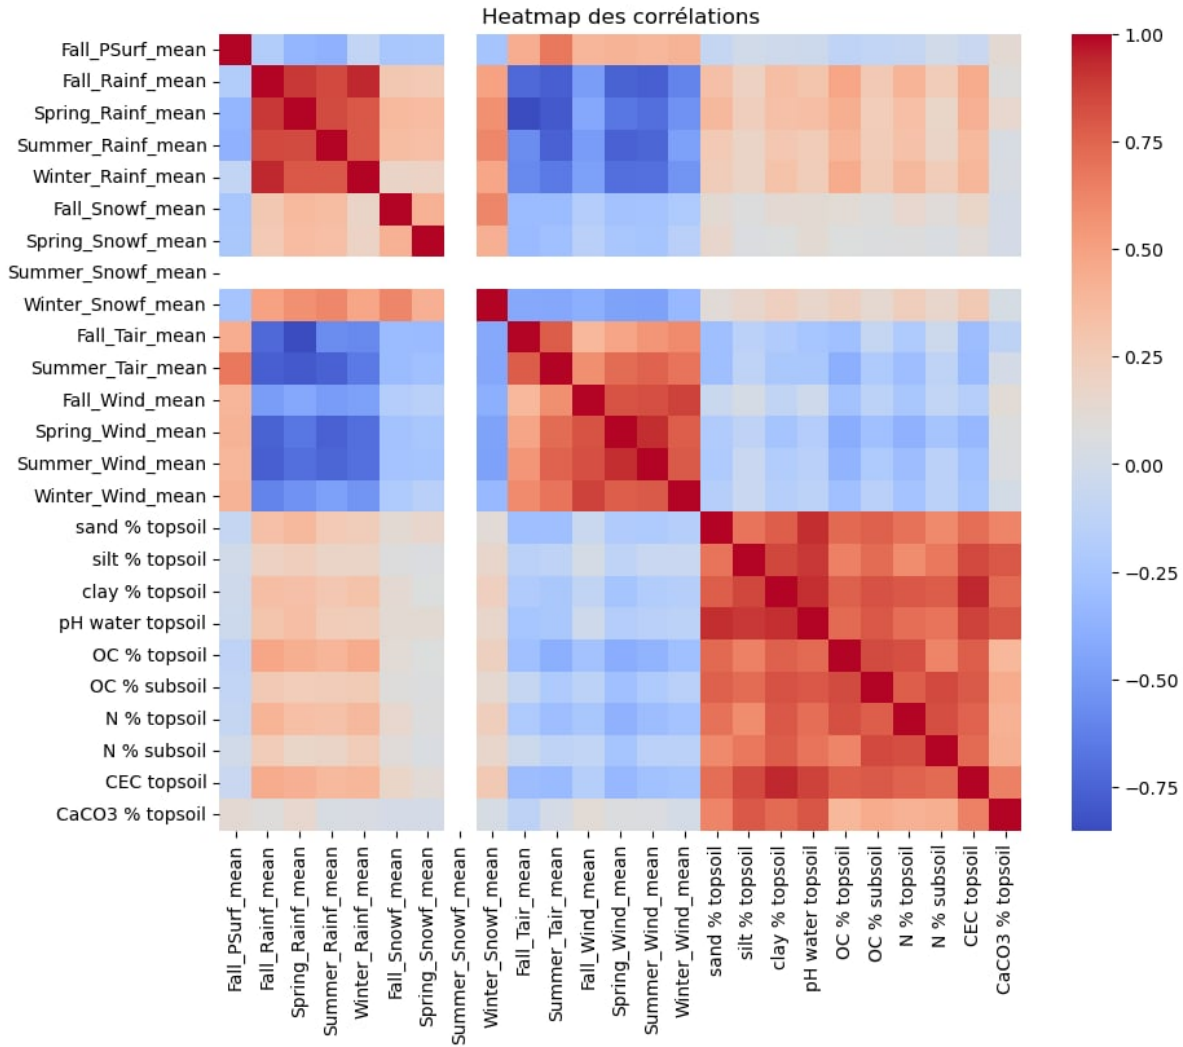 Heatmap des corrélations
Fall_PSurf_mean
Fall_Rainf_mean
Spring_Rainf_mean
Summer_Rainf_mean
Winter_Rainf_mean
Fall_Snowf_mean
Spring_Snowf_mean
Summer_Snowf_mean
Winter_Snowf_mean
Fall_Tair_mean
Summer_Tair_mean
Fall_Wind_mean
Spring_Wind_mean
Summer_Wind_mean
Winter_Wind_mean
sand % topsoil
silt % topsoil
clay % topsoil
pH water topsoil
OC % topsoil
OC % subsoil
N % topsoil
N % subsoil
CEC topsoil
CaCO3 % topsoil
Fall_PSurf_mean
Fall_Rainf_mean
Spring_Rainf_mean
Summer_Rainf_mean
Winter_Rainf_mean
Fall_Snowf_mean
Spring_Snowf_mean
Summer_Snowf_mean
Winter_Snowf_mean
Fall_Tair_mean
Summer_Tair_mean
Fall_Wind_mean
Spring_Wind_mean
Summer_Wind_mean
Winter_Wind_mean
sand % topsoil
silt % topsoil
clay % topsoil
pH water topsoil
OC % topsoil
OC % subsoil
N % topsoil
N % subsoil
CEC topsoil
CaCO3 % topsoil
1.00
0.75
0.50
0.25
0.00
−0.25
−0.50
−0.75